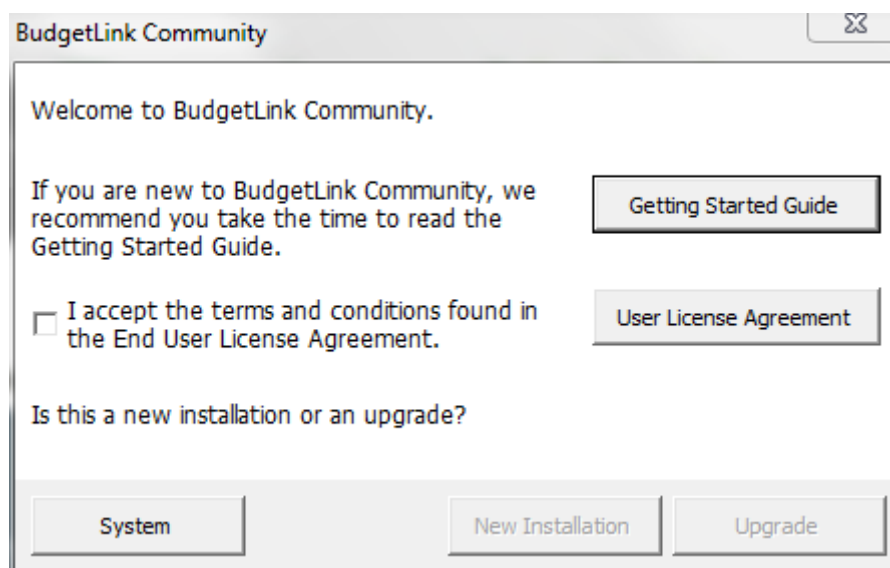 BudgetLink Community
Welcome to BudgetLink Community.
If you are new to BudgetLink Community, we
recommend you take the time to read the
Getting Started Guide.
Getting Started Guide
I accept the terms and conditions found in
the End User License Agreement.
User License Agreement
Is this a new installation or an upgrade?
System
New Installation
Upgrade